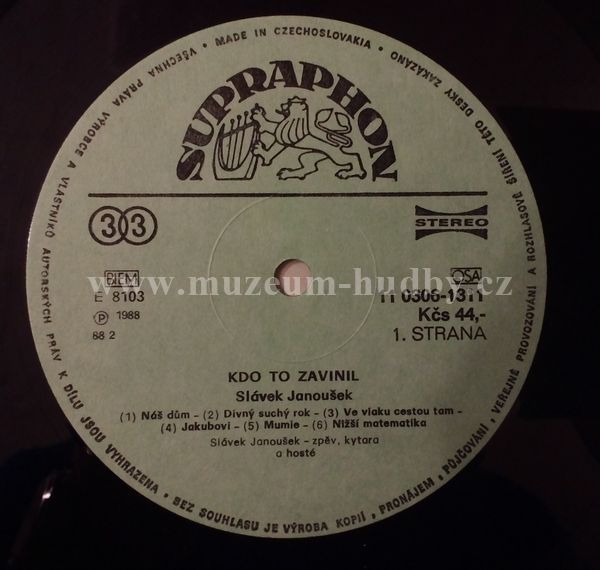 • MADE IN CZECHOSLOVAKIA •
VŠECHNA PRÁVA VÝROBCE A VLASTNÍKŮ AUTORSKÝCH PRÁV K DÍLU JSOU VYHRAZENA • BEZ SOUHLASU JE VÝROBA KOPIÍ, PRONÁJEM, PŮJČOVÁNÍ, VEŘEJNÉ PROVOZOVÁNÍ A ROZHLASOVÉ ŠÍŘENÍ TÉTO DESKY ZAKÁZÁNO
SUPRAPHON
33
STEREO
www.muzeum-hudby.cz
BIEM
OSA
E 8103
11 0306-1311
Ⓟ 1988
Kčs 44,-
88 2
1. STRANA
KDO TO ZAVINIL
Slávek Janoušek
(1) Náš dům – (2) Divný suchý rok – (3) Ve vlaku cestou tam –
(4) Jakubovi – (5) Mumie – (6) Nižší matematika
Slávek Janoušek – zpěv, kytara
a hosté